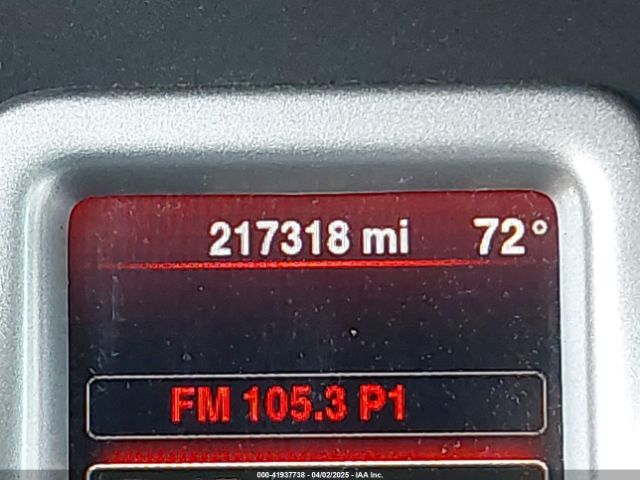 217318 mi 72°
FM 105.3 P1
000-41937738 - 04/02/2025 - IAA Inc.